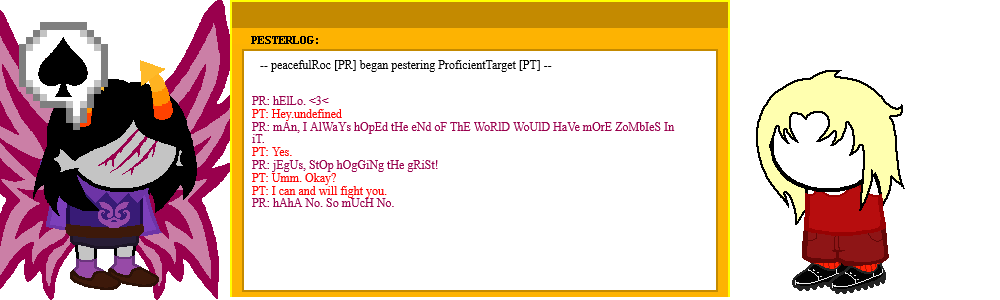 PESTERLOG:
-- peacefulRoc [PR] began pestering ProficientTarget [PT] --
PR: hElLo. <3<
PT: Hey.undefined
PR: mAn, I AlWaYs hOpEd tHe eNd oF ThE WoRlD WoUlD HaVe mOrE ZoMbIeS In
iT.
PT: Yes.
PR: jEgUs, StOp hOgGiNg tHe gRiSt!
PT: Umm. Okay?
PT: I can and will fight you.
PR: hAhA No. So mUcH No.